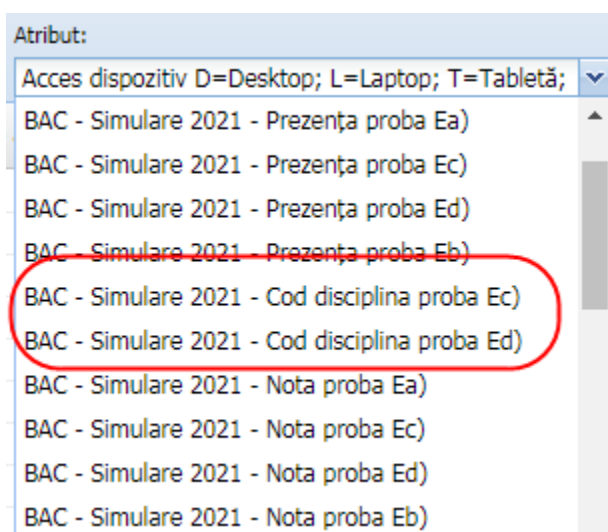 Atribut:
Acces dispozitiv D=Desktop; L=Laptop; T=Tabletă;
BAC - Simulare 2021 - Prezența proba Ea)
BAC - Simulare 2021 - Prezența proba Ec)
BAC - Simulare 2021 - Prezența proba Ed)
BAC - Simulare 2021 - Prezența proba Eb)
BAC - Simulare 2021 - Cod disciplina proba Ec)
BAC - Simulare 2021 - Cod disciplina proba Ed)
BAC - Simulare 2021 - Nota proba Ea)
BAC - Simulare 2021 - Nota proba Ec)
BAC - Simulare 2021 - Nota proba Ed)
BAC - Simulare 2021 - Nota proba Eb)